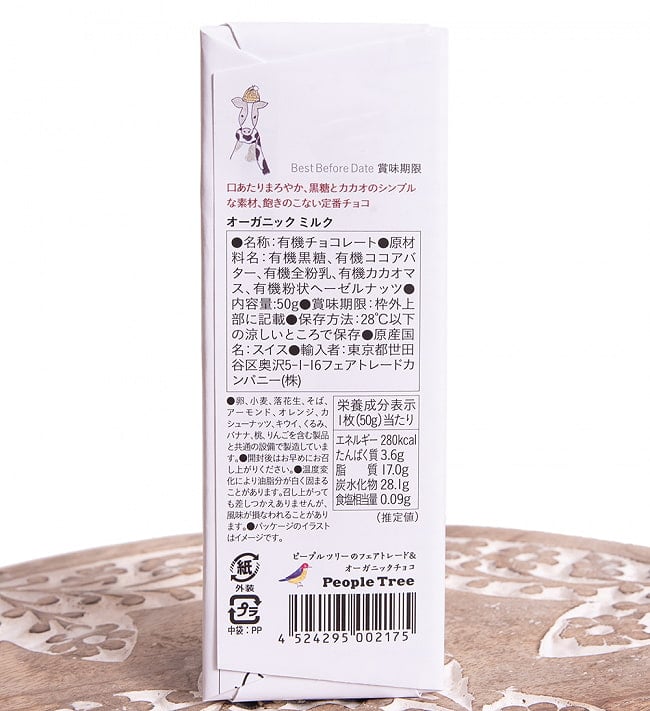 Best Before Date 賞味期限
口あたりまろやか、黒糖とカカオのシンプル
な素材、飽きのこない定番チョコ
オーガニック ミルク
●名称:有機チョコレート●原材
料名:有機黒糖、有機ココアバ
ター、有機全粉乳、有機カカオマ
ス、有機粉状ヘーゼルナッツ●
内容量:50g●賞味期限:枠外上
部に記載●保存方法:28℃以下
の涼しいところで保存●原産国
名:スイス●輸入者:東京都世田
谷区奥沢5-1-16フェアトレードカ
ンパニー(株)
●卵、小麦、落花生、そば、
アーモンド、オレンジ、カ
シューナッツ、キウイ、くるみ、
バナナ、桃、りんごを含む製品
と共通の設備で製造していま
す。●開封後はお早めにお召
し上がりください。●温度変
化により油脂分が白く固まる
ことがあります。召し上がって
も差しつかえありませんが、
風味が損なわれることがあり
ます。●パッケージのイラスト
はイメージです。
栄養成分表示
1枚(50g)当たり
エネルギー 280kcal
たんぱく質 3.6g
脂 質 17.0g
炭水化物 28.1g
食塩相当量 0.09g
(推定値)
紙
外装
プラ
中袋:PP
ピープルツリーのフェアトレード&
オーガニックチョコ
People Tree
4 524295 002175